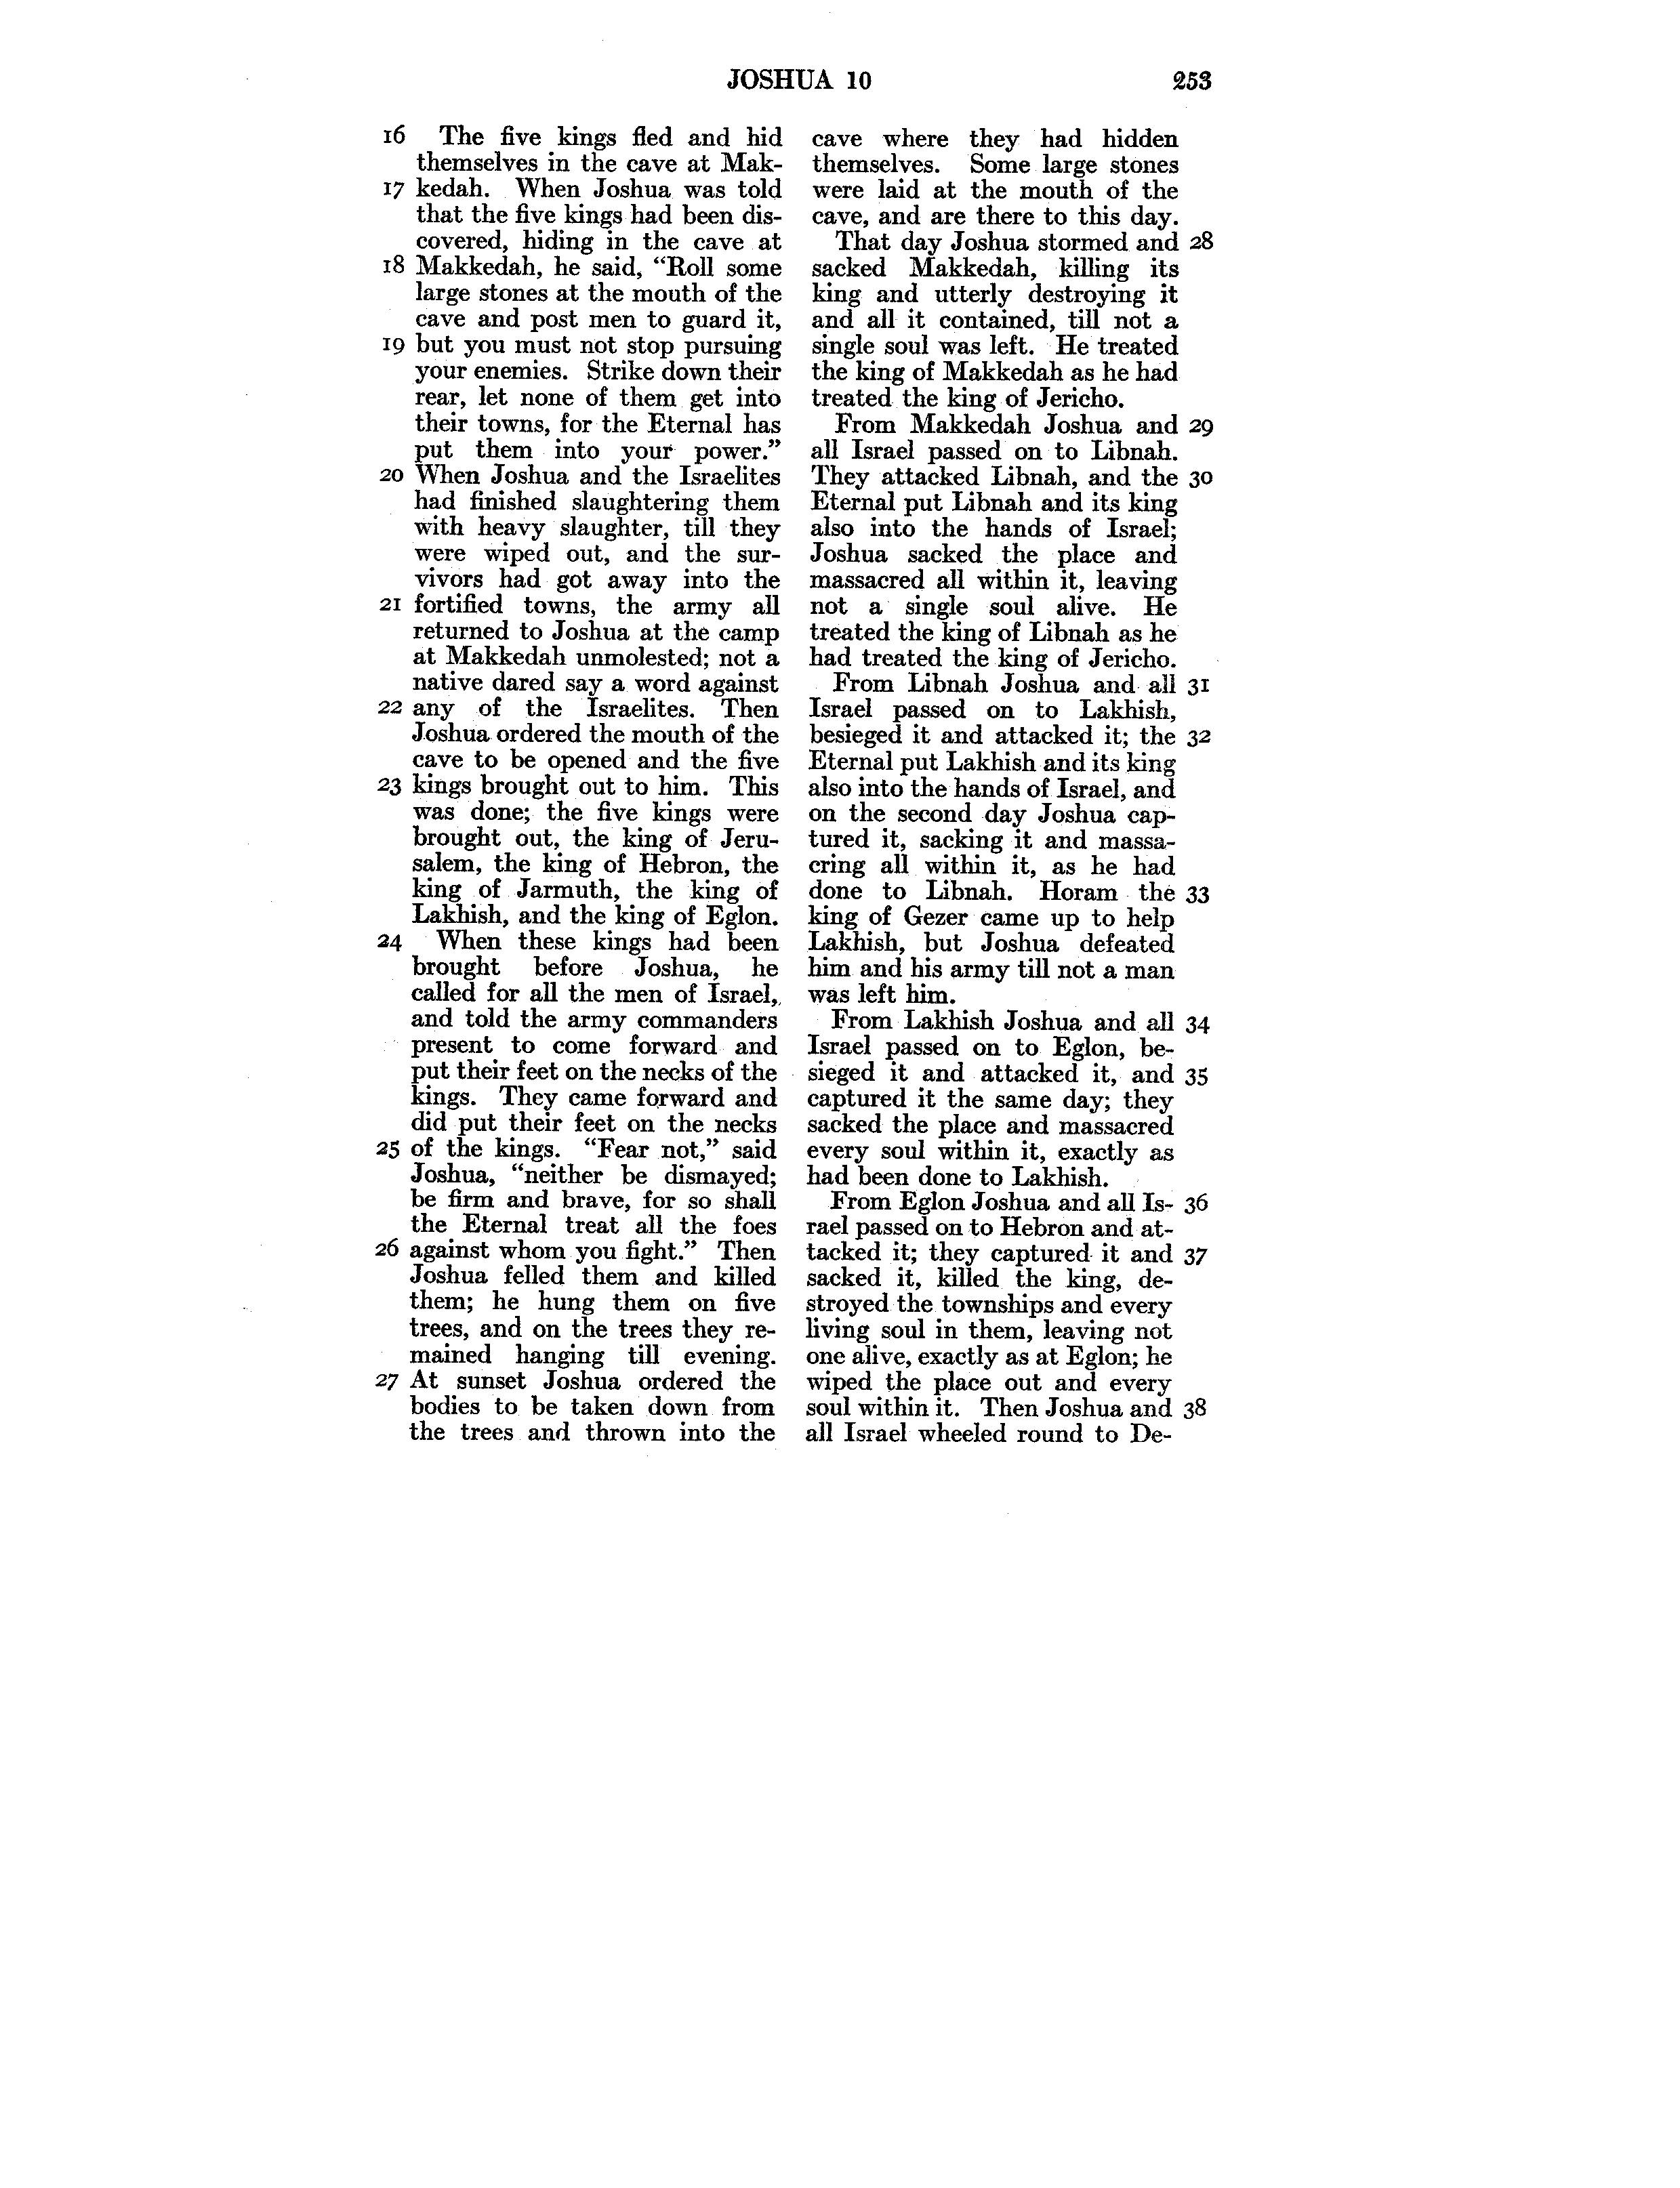 JOSHUA 10 253
16 The five kings fled and hid
themselves in the cave at Mak-
17 kedah. When Joshua was told
that the five kings had been dis-
covered, hiding in the cave at
18 Makkedah, he said, “Roll some
large stones at the mouth of the
cave and post men to guard it,
19 but you must not stop pursuing
your enemies. Strike down their
rear, let none of them get into
their towns, for the Eternal has
put them into your power.”
20 When Joshua and the Israelites
had finished slaughtering them
with heavy slaughter, till they
were wiped out, and the sur-
vivors had got away into the
21 fortified towns, the army all
returned to Joshua at the camp
at Makkedah unmolested; not a
native dared say a word against
22 any of the Israelites. Then
Joshua ordered the mouth of the
cave to be opened and the five
23 kings brought out to him. This
was done; the five kings were
brought out, the king of Jeru-
salem, the king of Hebron, the
king of Jarmuth, the king of
Lakhish, and the king of Eglon.
24 When these kings had been
brought before Joshua, he
called for all the men of Israel,
and told the army commanders
present to come forward and
put their feet on the necks of the
kings. They came forward and
did put their feet on the necks
25 of the kings. “Fear not,” said
Joshua, “neither be dismayed;
be firm and brave, for so shall
the Eternal treat all the foes
26 against whom you fight.” Then
Joshua felled them and killed
them; he hung them on five
trees, and on the trees they re-
mained hanging till evening.
27 At sunset Joshua ordered the
bodies to be taken down from
the trees and thrown into the
cave where they had hidden
themselves. Some large stones
were laid at the mouth of the
cave, and are there to this day.
That day Joshua stormed and 28
sacked Makkedah, killing its
king and utterly destroying it
and all it contained, till not a
single soul was left. He treated
the king of Makkedah as he had
treated the king of Jericho.
From Makkedah Joshua and 29
all Israel passed on to Libnah.
They attacked Libnah, and the 30
Eternal put Libnah and its king
also into the hands of Israel;
Joshua sacked the place and
massacred all within it, leaving
not a single soul alive. He
treated the king of Libnah as he
had treated the king of Jericho.
From Libnah Joshua and all 31
Israel passed on to Lakhish,
besieged it and attacked it; the 32
Eternal put Lakhish and its king
also into the hands of Israel, and
on the second day Joshua cap-
tured it, sacking it and massa-
cring all within it, as he had
done to Libnah. Horam the 33
king of Gezer came up to help
Lakhish, but Joshua defeated
him and his army till not a man
was left him.
From Lakhish Joshua and all 34
Israel passed on to Eglon, be-
sieged it and attacked it, and 35
captured it the same day; they
sacked the place and massacred
every soul within it, exactly as
had been done to Lakhish.
From Eglon Joshua and all Is- 36
rael passed on to Hebron and at-
tacked it; they captured it and 37
sacked it, killed the king, de-
stroyed the townships and every
living soul in them, leaving not
one alive, exactly as at Eglon; he
wiped the place out and every
soul within it. Then Joshua and 38
all Israel wheeled round to De-